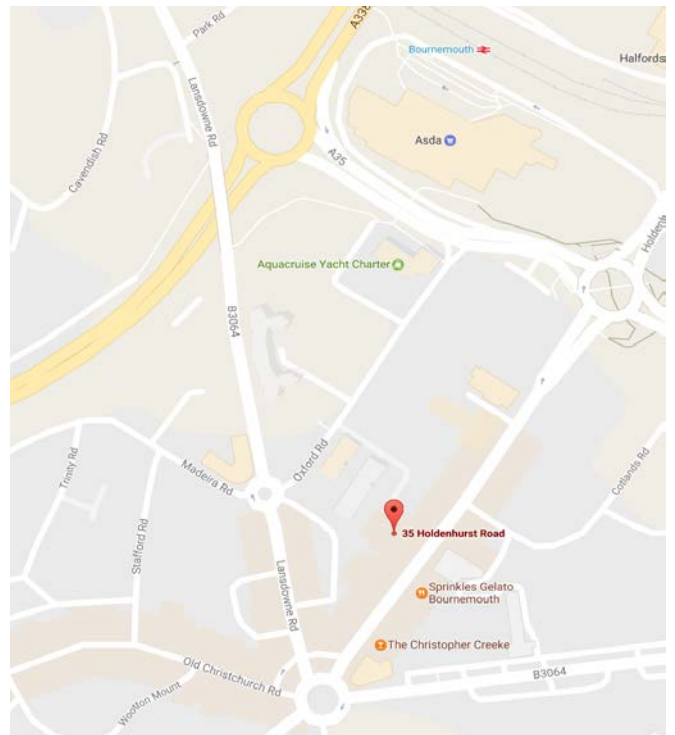 A338
Park Rd
Bournemouth
Halfords
Lansdowne Rd
Asda
A35
Cavendish Rd
Holdenh
Aquacruise Yacht Charter
B3064
Oxford Rd
Trinity Rd
Madeira Rd
Cotlands Rd
35 Holdenhurst Road
Stafford Rd
Lansdowne Rd
Sprinkles Gelato
Bournemouth
The Christopher Creeke
Old Christchurch Rd
B3064
Wootton Mount